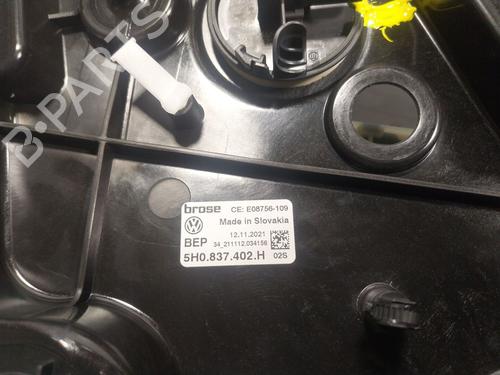 B-PARTS
brose CE: E08756-109
Made in Slovakia
12.11.2021
BEP 34_211112.034156
5H0.837.402.H 02S